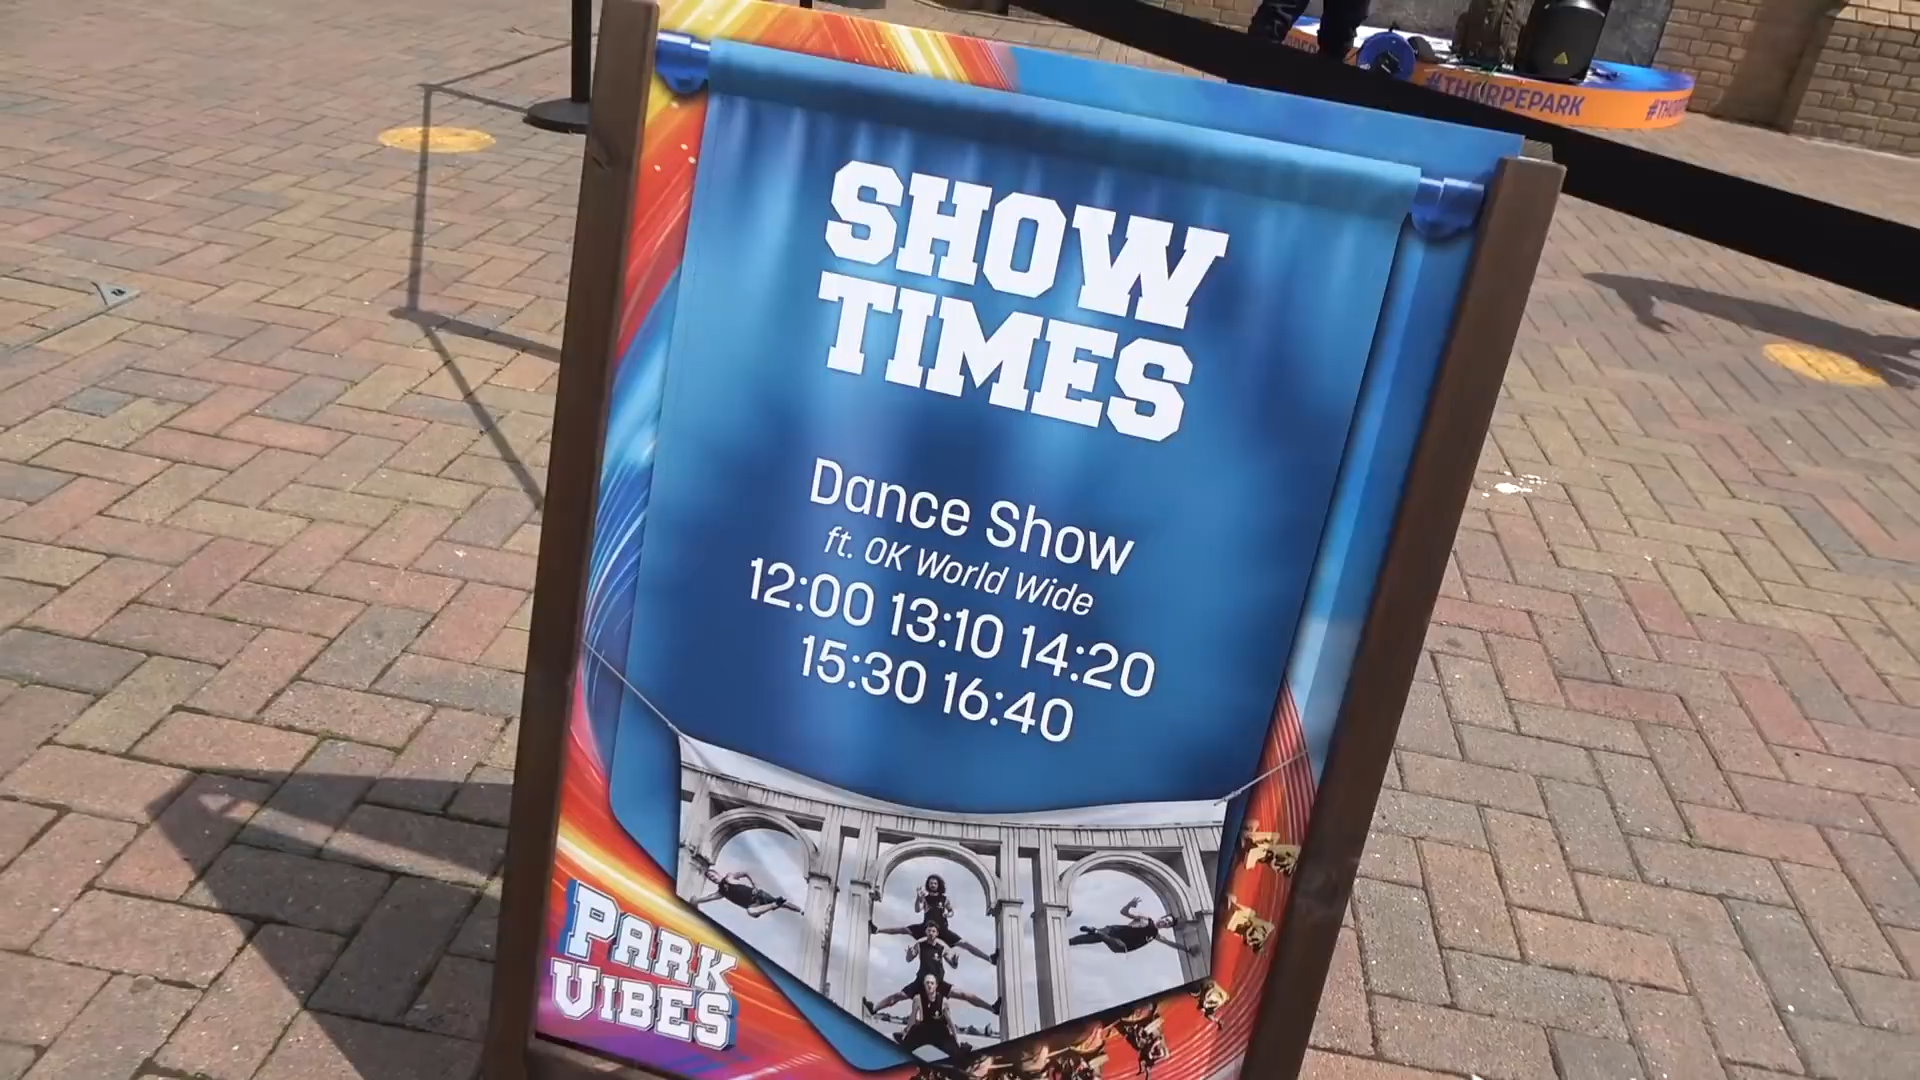 #THORPEPARK
SHOW
TIMES
Dance Show
ft. OK World Wide
12:00 13:10 14:20
15:30 16:40
PARK
VIBES